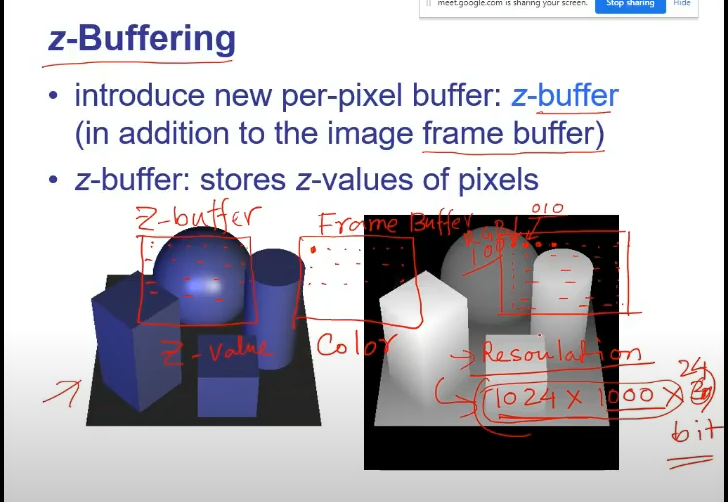 meet.google.com is sharing your screen. Stop sharing Hide
z-Buffering
• introduce new per-pixel buffer: z-buffer
(in addition to the image frame buffer)
• z-buffer: stores z-values of pixels
Z-buffer Frame Buffer 010
RGB
Z-value Color → Resoulation
1024 x 1000 x 24
bit